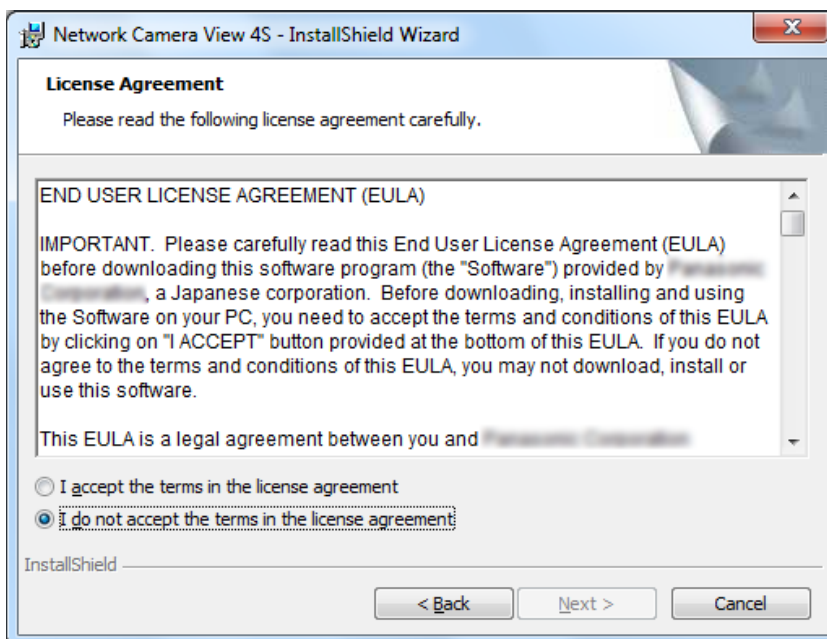 Network Camera View 4S - InstallShield Wizard
License Agreement
Please read the following license agreement carefully.
END USER LICENSE AGREEMENT (EULA)
IMPORTANT.  Please carefully read this End User License Agreement (EULA)
before downloading this software program (the "Software") provided by
, a Japanese corporation.  Before downloading, installing and using
the Software on your PC, you need to accept the terms and conditions of this EULA
by clicking on "I ACCEPT" button provided at the bottom of this EULA.  If you do not
agree to the terms and conditions of this EULA, you may not download, install or
use this software.
This EULA is a legal agreement between you and
I accept the terms in the license agreement
I do not accept the terms in the license agreement
InstallShield
< Back
Next >
Cancel